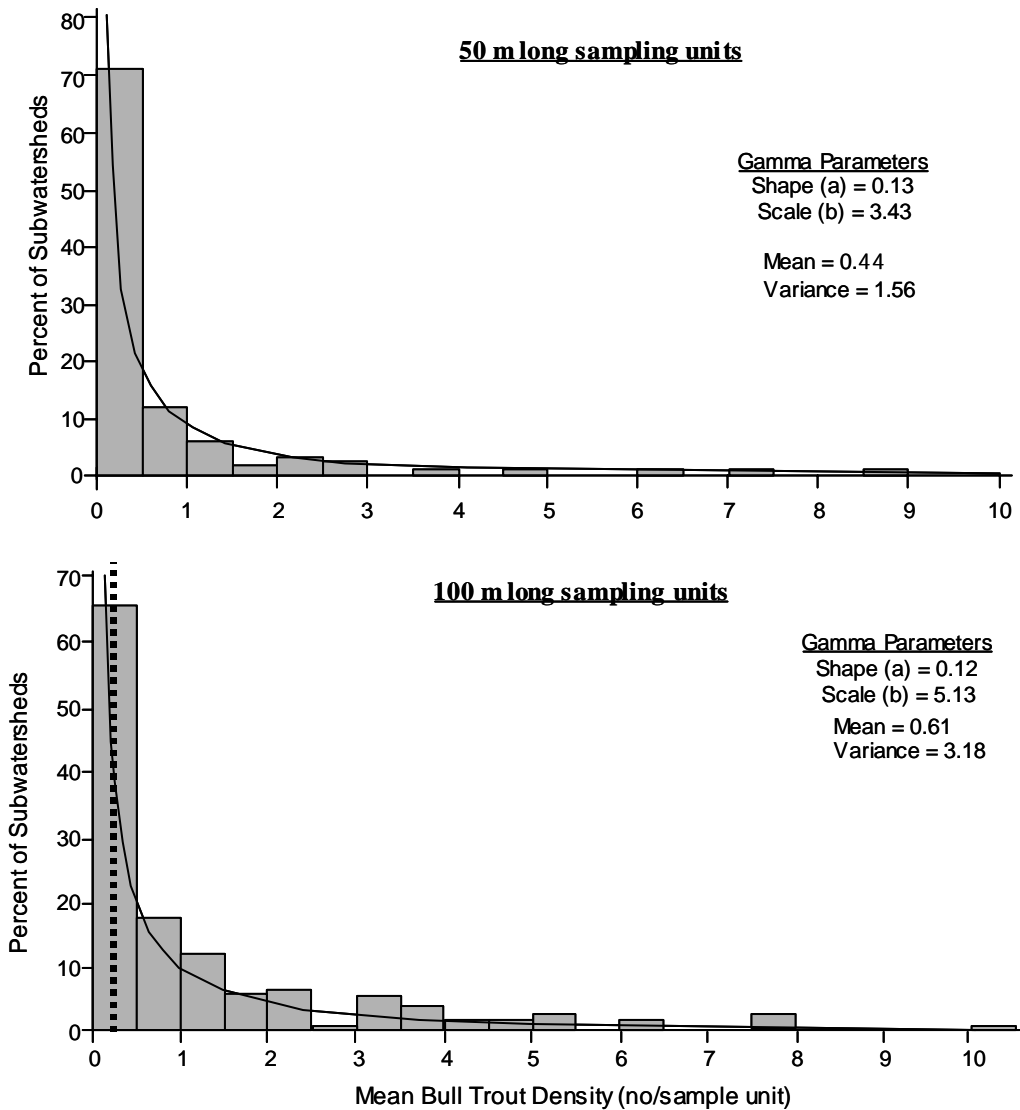 50 m long sampling units
Percent of Subwatersheds
80
70
60
50
40
30
20
10
0
Gamma Parameters
Shape (a) = 0.13
Scale (b) = 3.43
Mean = 0.44
Variance = 1.56
0 1 2 3 4 5 6 7 8 9 10
100 m long sampling units
Percent of Subwatersheds
70
60
50
40
30
20
10
0
Gamma Parameters
Shape (a) = 0.12
Scale (b) = 5.13
Mean = 0.61
Variance = 3.18
0 1 2 3 4 5 6 7 8 9 10
Mean Bull Trout Density (no/sample unit)